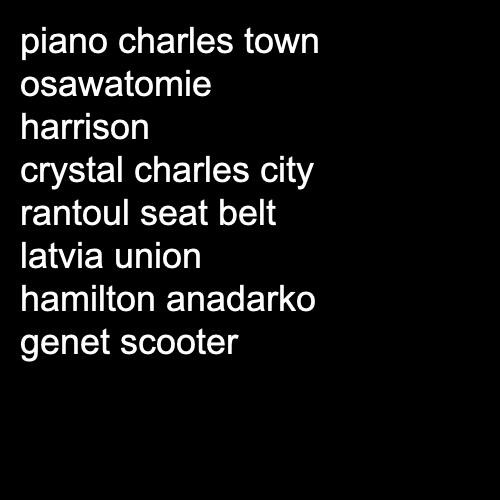 piano charles town
osawatomie
harrison
crystal charles city
rantoul seat belt
latvia union
hamilton anadarko
genet scooter